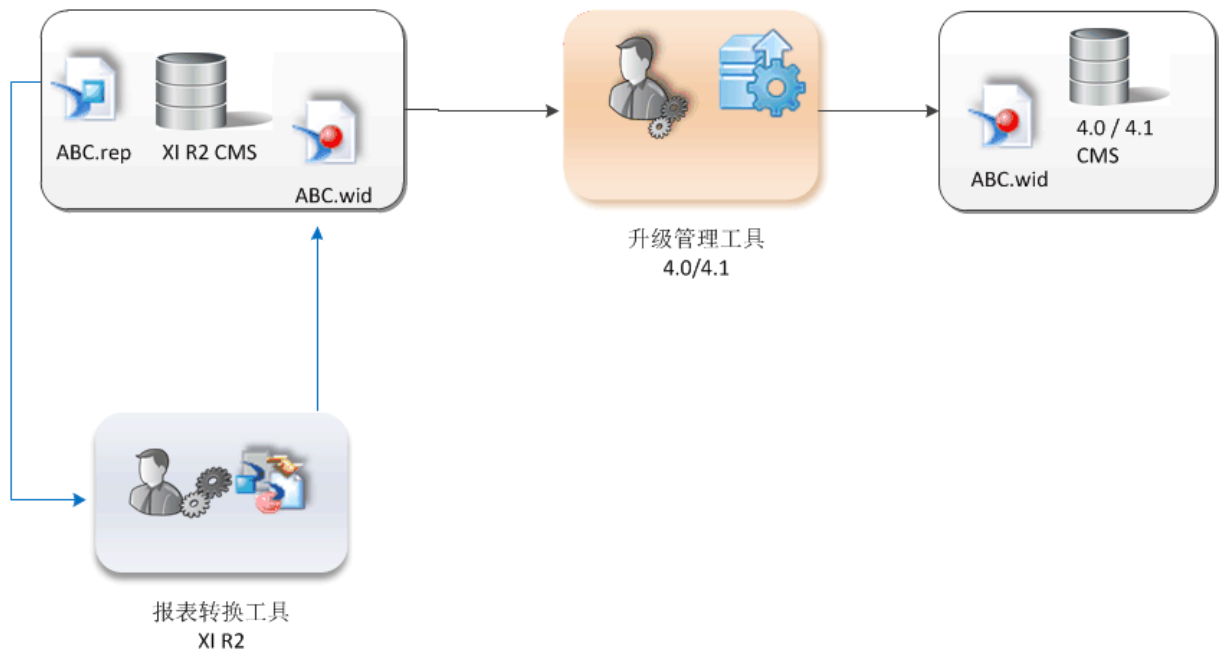 ABC.rep
XI R2 CMS
ABC.wid
升级管理工具
4.0/4.1
ABC.wid
4.0 / 4.1
CMS
报表转换工具
XI R2